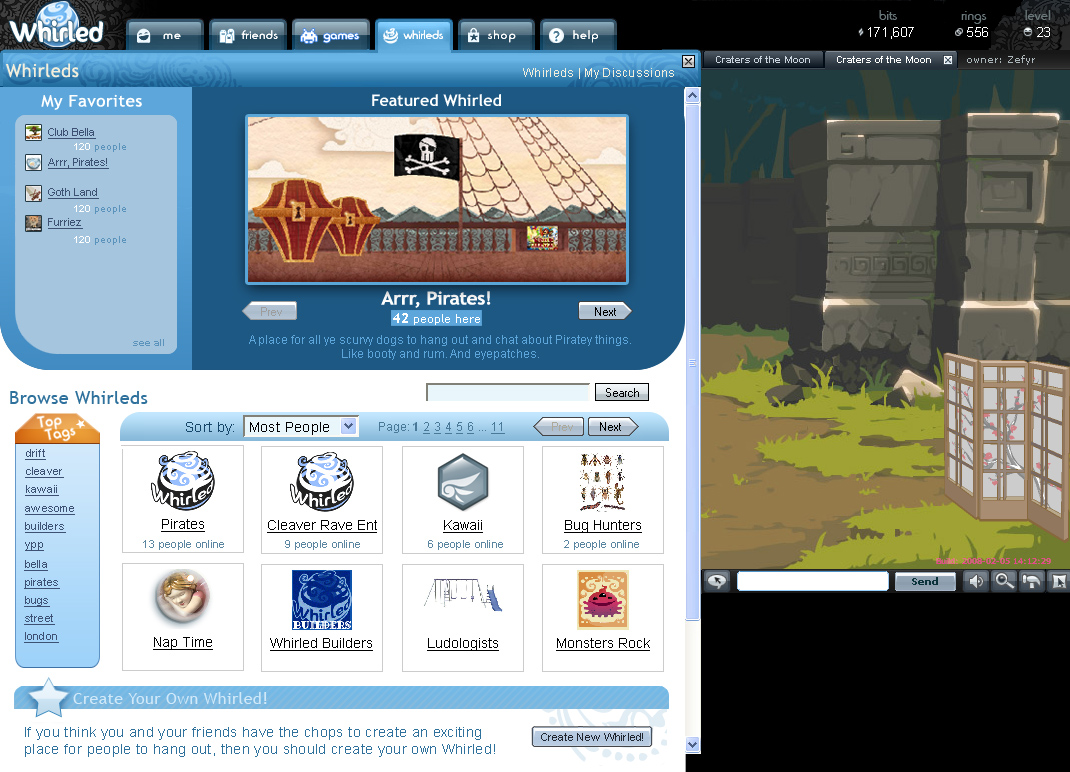 Whirled
me
friends
games
whirleds
shop
help
bits
171,607
rings
556
level
23
Whirleds
Whirleds | My Discussions
Craters of the Moon
Craters of the Moon
owner: Zefyr
My Favorites
Club Bella
120 people
Arrr, Pirates!
Goth Land
120 people
Furriez
120 people
see all
Featured Whirled
Prev
Arrr, Pirates!
42 people here
Next
A place for all ye scurvy dogs to hang out and chat about Piratey things.
Like booty and rum. And eyepatches.
Browse Whirleds
Search
Top
Tags
drift
cleaver
kawaii
awesome
builders
ypp
bella
pirates
bugs
street
london
Sort by: Most People
Page: 1 2 3 4 5 6 ... 11
Prev
Next
Whirled
Pirates
13 people online
Whirled
Cleaver Rave Ent
9 people online
Kawaii
6 people online
Bug Hunters
2 people online
Nap Time
Whirled
BUILDERS
Whirled Builders
Ludologists
Monsters Rock
Create Your Own Whirled!
If you think you and your friends have the chops to create an exciting
place for people to hang out, then you should create your own Whirled!
Create New Whirled!
Send